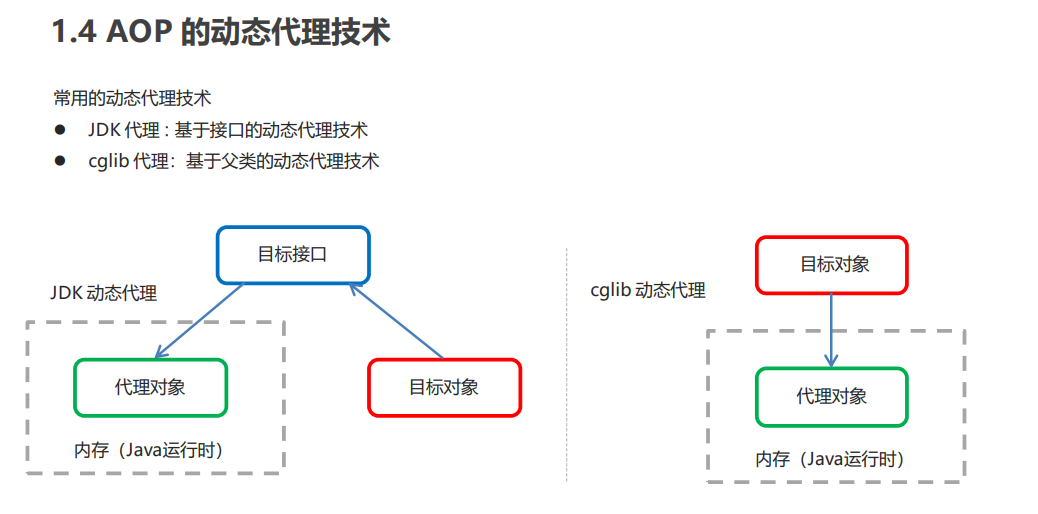 1.4 AOP 的动态代理技术
常用的动态代理技术
● JDK 代理 : 基于接口的动态代理技术
● cglib 代理：基于父类的动态代理技术
目标接口
JDK 动态代理
代理对象
目标对象
内存（Java运行时）
目标对象
cglib 动态代理
代理对象
内存（Java运行时）